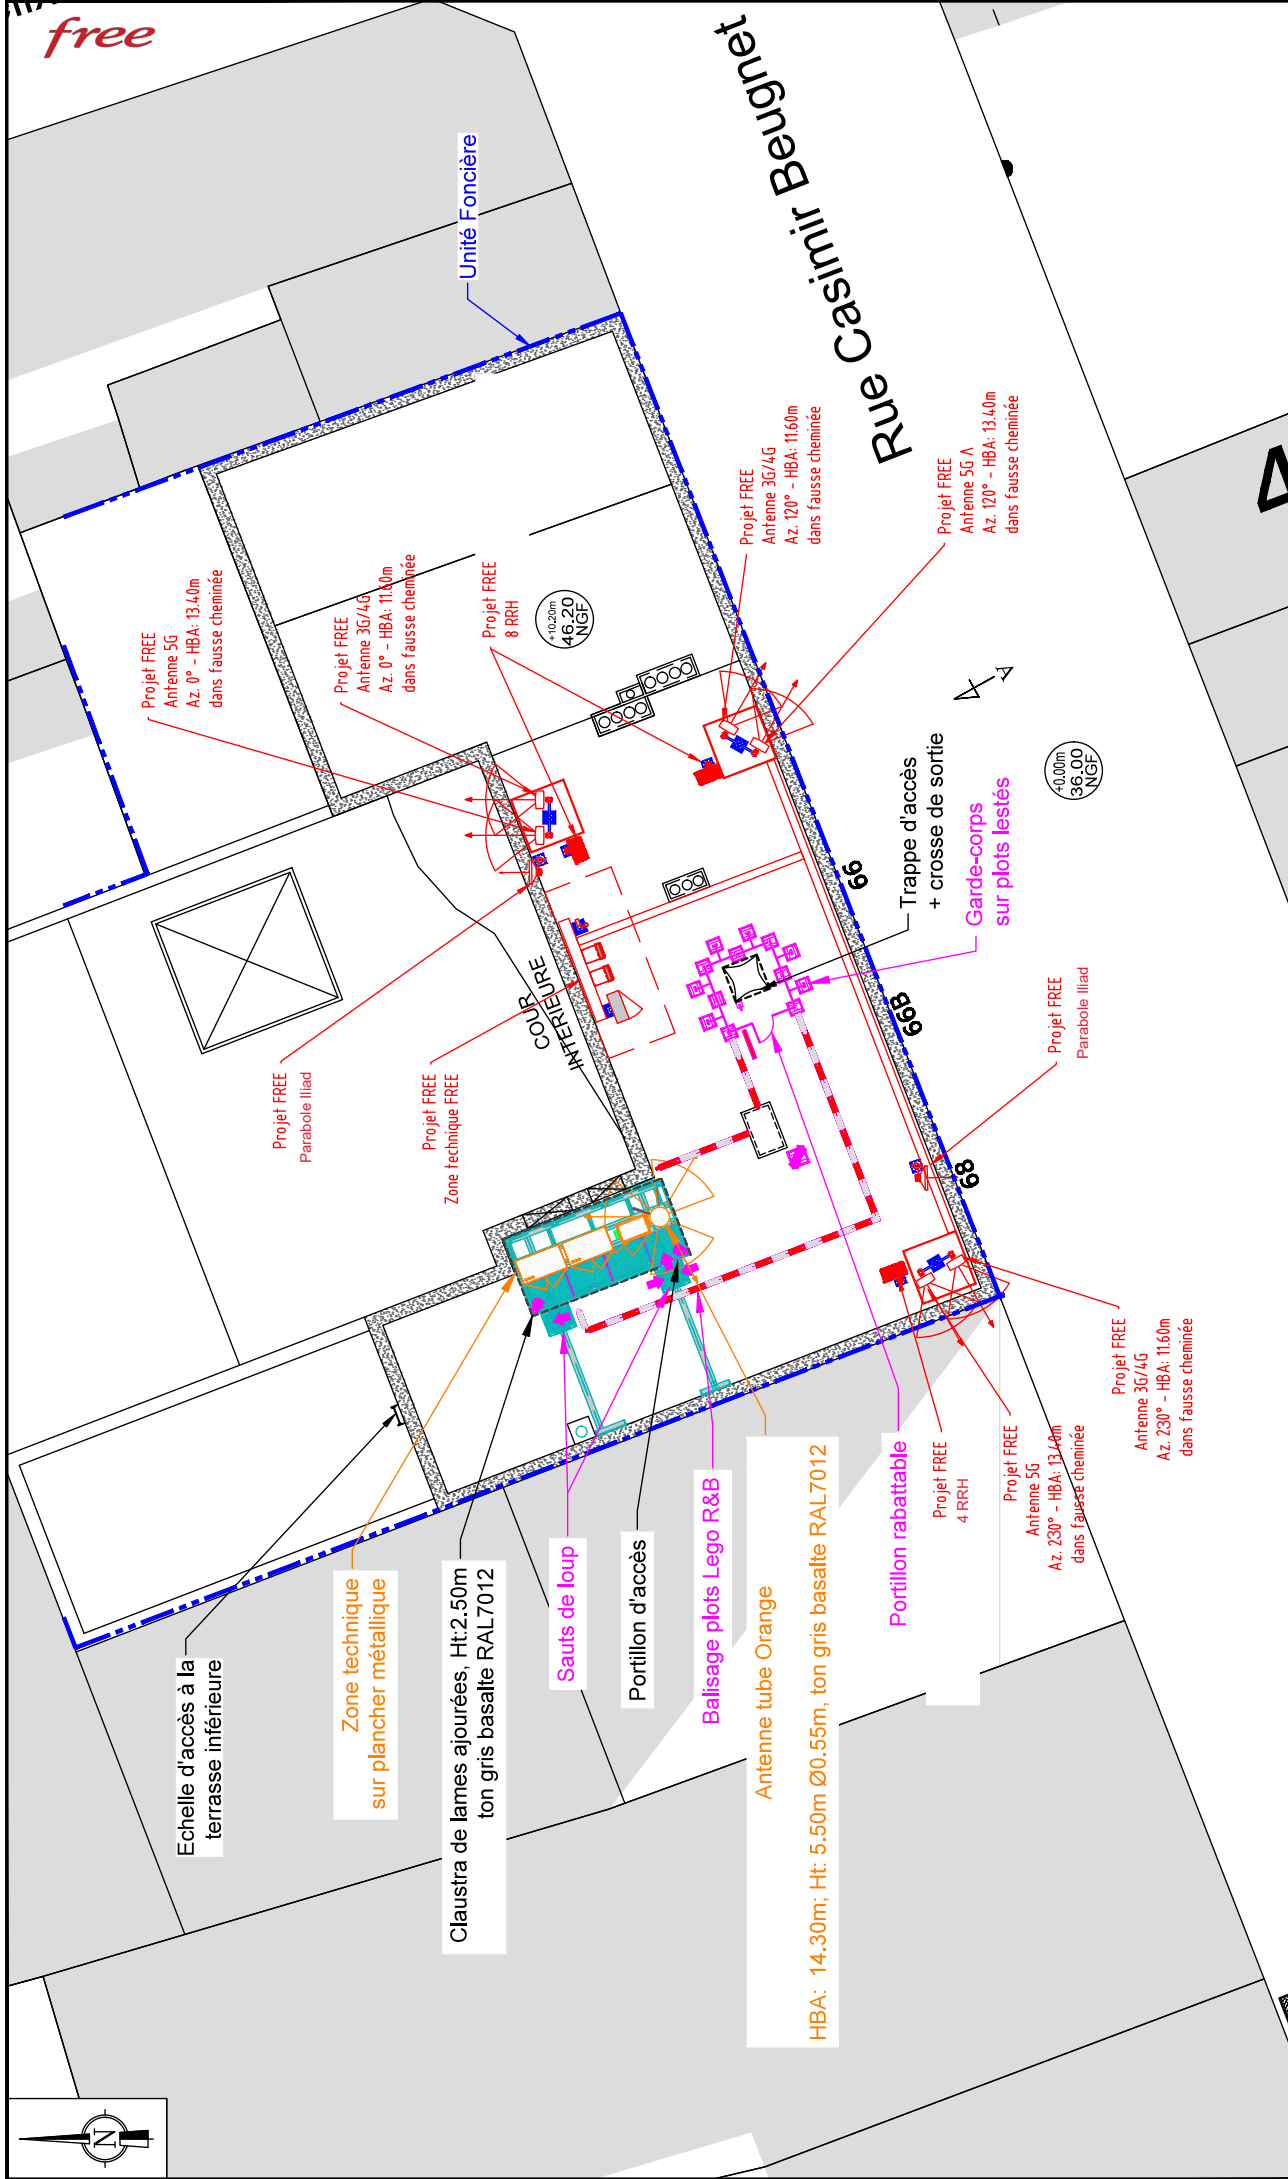 free
Unité Foncière
Rue Casimir Beugnet
Projet FREE
Antenne 5G
Az. 0° - HBA: 13.40m
dans fausse cheminée
Projet FREE
Antenne 3G/4G
Az. 0° - HBA: 11.60m
dans fausse cheminée
Projet FREE
8 RRH
+10.20m
46.20
NGF
Projet FREE
Antenne 3G/4G
Az. 120° - HBA: 11.60m
dans fausse cheminée
Projet FREE
Antenne 5G
Az. 120° - HBA: 13.40m
dans fausse cheminée
Projet FREE
Parabole Iliad
Projet FREE
Zone technique FREE
COUR
INTERIEURE
Trappe d'accès
+ crosse de sortie
Garde-corps
sur plots lestés
+0.00m
36.00
NGF
66
66B
68
Projet FREE
Parabole Iliad
Echelle d'accès à la
terrasse inférieure
Zone technique
sur plancher métallique
Claustra de lames ajourées, Ht:2.50m
ton gris basalte RAL7012
Sauts de loup
Portillon d'accès
Balisage plots Lego R&B
Antenne tube Orange
HBA: 14.30m; Ht: 5.50m Ø0.55m, ton gris basalte RAL7012
Portillon rabattable
Projet FREE
4 RRH
Projet FREE
Antenne 5G
Az. 230° - HBA: 13.40m
dans fausse cheminée
Projet FREE
Antenne 3G/4G
Az. 230° - HBA: 11.60m
dans fausse cheminée
A
4
N